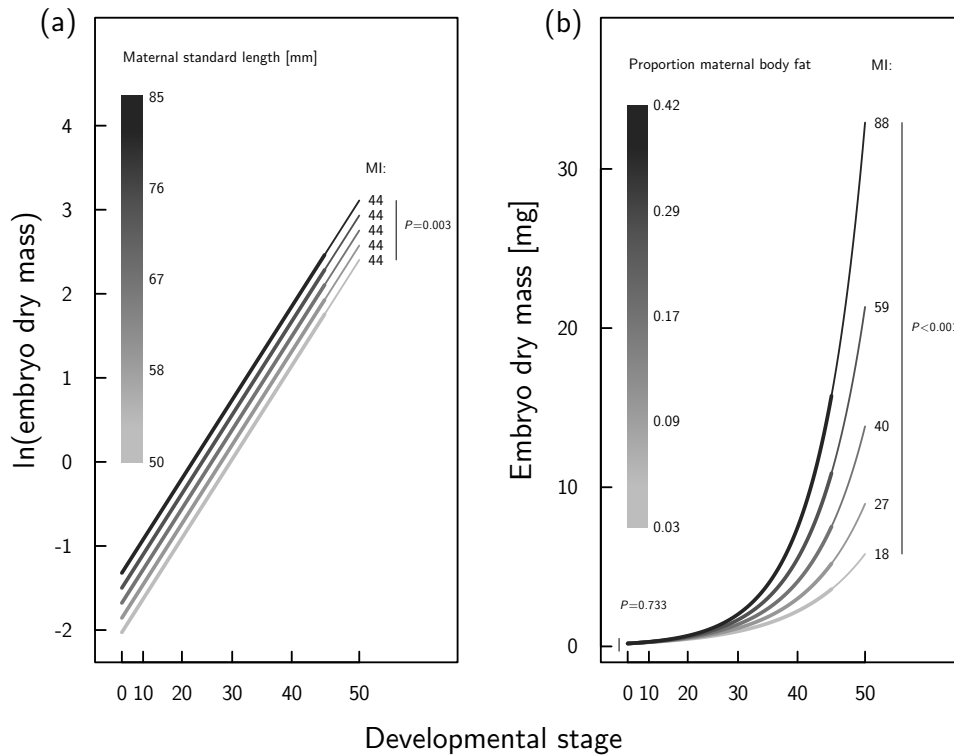 (a)
Maternal standard length [mm]
85
76
67
58
50
MI:
44
44
44
44
44
P=0.003
ln(embryo dry mass)
4
3
2
1
0
-1
-2
0 10 20 30 40 50
(b)
Proportion maternal body fat
MI:
0.42
0.29
0.17
0.09
0.03
88
59
40
27
18
P<0.001
P=0.733
Embryo dry mass [mg]
30
20
10
0
0 10 20 30 40 50
Developmental stage